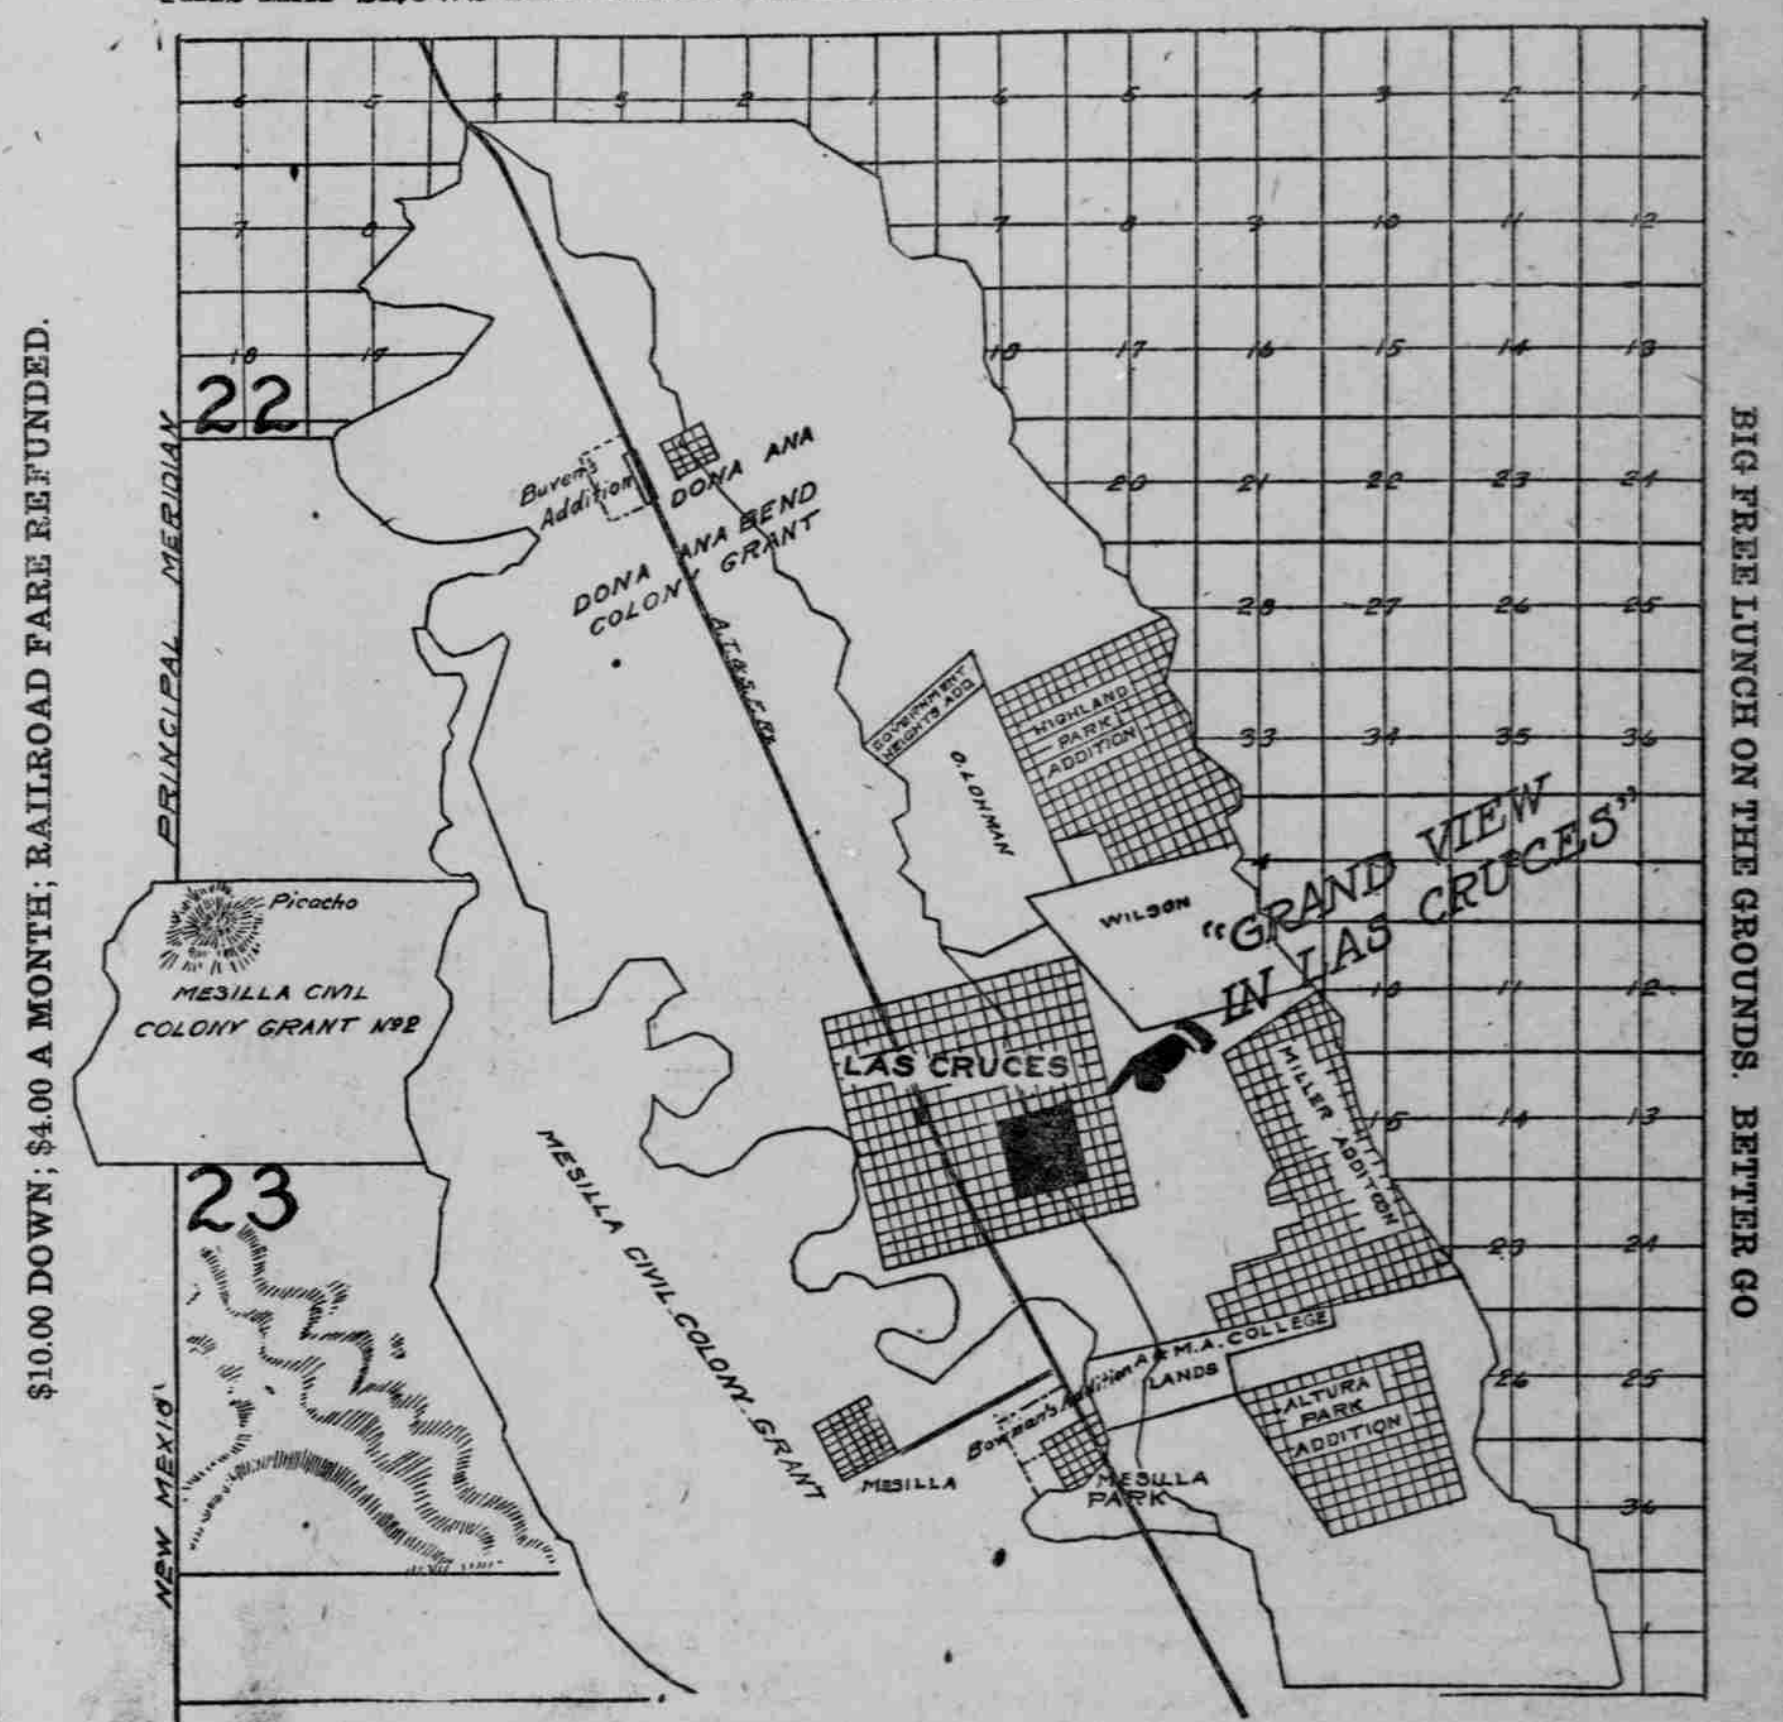 6 5 4 3 2 1 6 5 4 3 2 1
7 8 7 8 9 10 11 12
18 17 18 17 16 15 14 13
22
20 21 22 23 24
28 27 26 25
33 34 35 36
10 11 12
15 14 13
23 24
26 25
36
1
$10.00 DOWN; $4.00 A MONTH; RAILROAD FARE REFUNDED.
PRINCIPAL MERIDIAN
NEW MEXIO
BIG FREE LUNCH ON THE GROUNDS. BETTER GO
Addition
DONA ANA
DONA ANA BEND
COLONY GRANT
A.T. & S.F. Ry.
GOVERNMENT
HEIGHTS ADD.
HIGHLAND
PARK
ADDITION
O. LOHMAN
WILSON
"GRAND VIEW
IN LAS CRUCES"
Picacho
MESILLA CIVIL
COLONY GRANT No2
LAS CRUCES
MILLER ADDITION
23
MESILLA CIVIL COLONY GRANT
A & M.A. COLLEGE
LANDS
Bowman's Addition
ALTURA
PARK
ADDITION
MESILLA
MESILLA
PARK